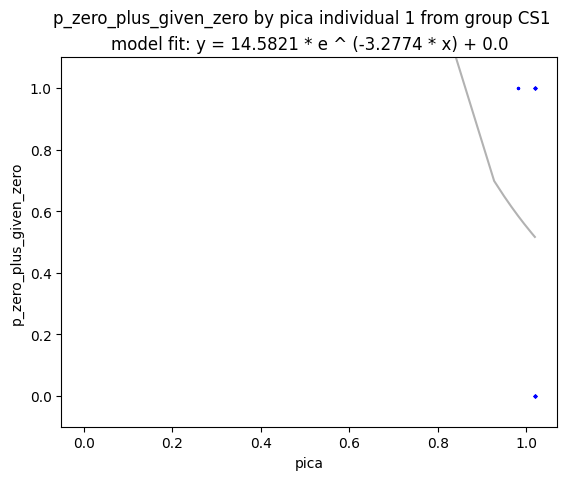 p_zero_plus_given_zero by pica individual 1 from group CS1
model fit: y = 14.5821 * e ^ (-3.2774 * x) + 0.0
1.0
0.8
0.6
0.4
0.2
0.0
p_zero_plus_given_zero
0.0 0.2 0.4 0.6 0.8 1.0
pica